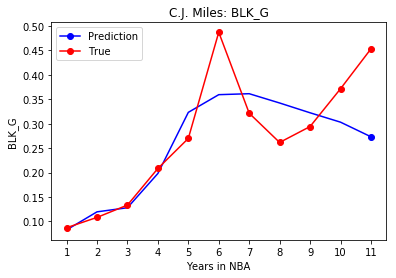 C.J. Miles: BLK_G
Prediction
True
BLK_G
0.50
0.45
0.40
0.35
0.30
0.25
0.20
0.15
0.10
1 2 3 4 5 6 7 8 9 10 11
Years in NBA